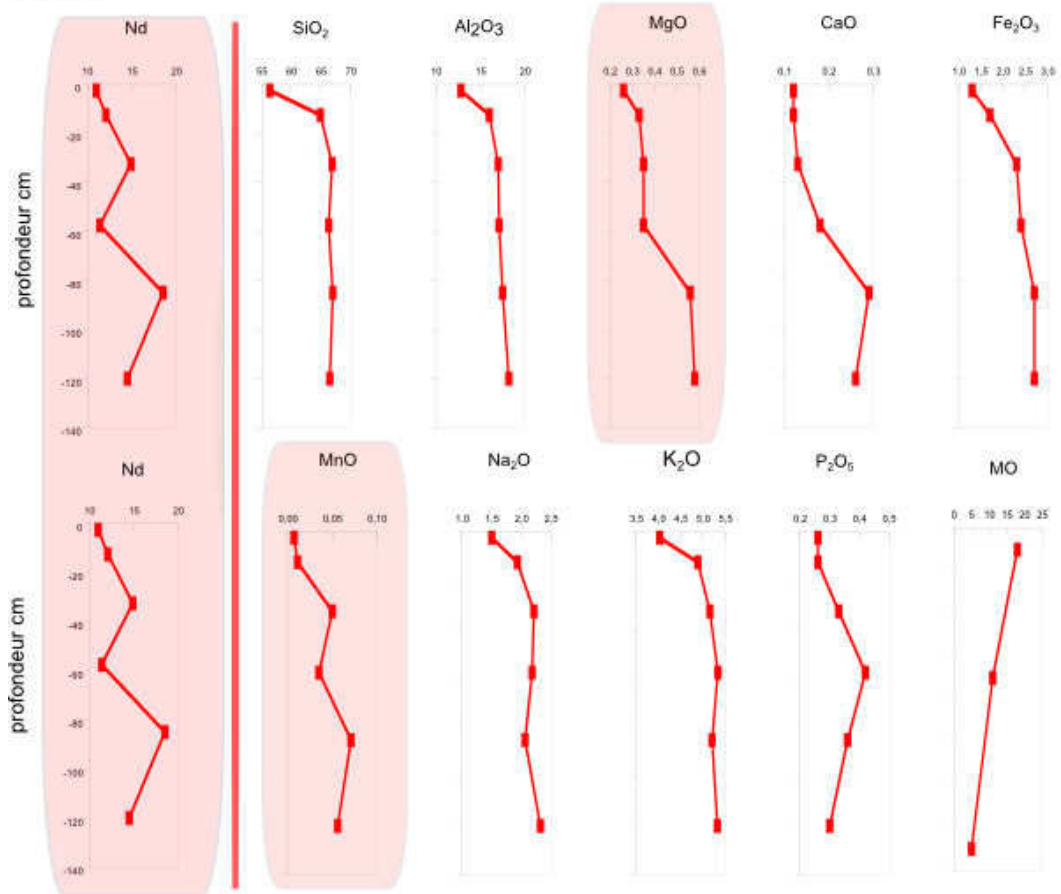 Nd SiO₂ Al₂O₃ MgO CaO Fe₂O₃
10 15 20 55 60 65 70 10 15 20 0,2 0,3 0,4 0,5 0,6 0,1 0,2 0,3 1,0 1,5 2,0 2,5 3,0
0
-20
-40
-60
-80
-100
-120
-140
profondeur cm
Nd MnO Na₂O K₂O P₂O₅ MO
10 15 20 0,00 0,05 0,10 1,0 1,5 2,0 2,5 3,5 4,0 4,5 5,0 5,5 0,2 0,3 0,4 0,5 0 5 10 15 20 25
0
-20
-40
-60
-80
-100
-120
-140
profondeur cm